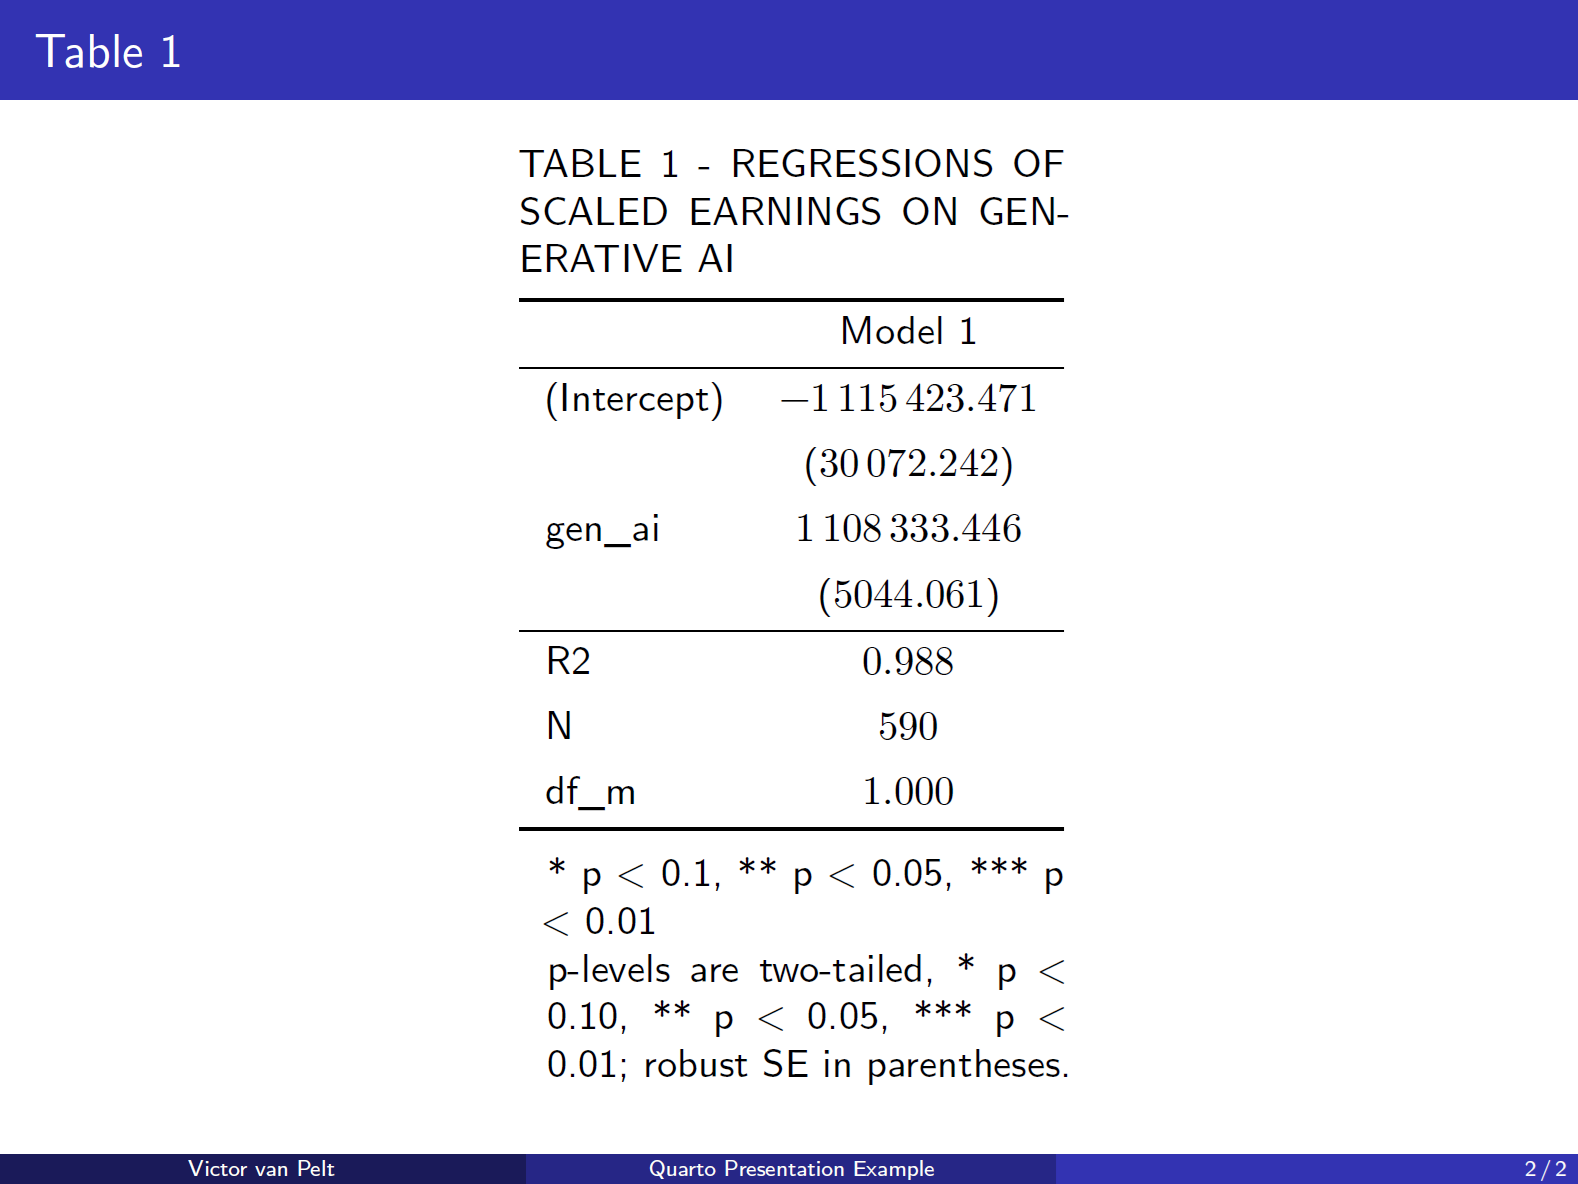 Table 1
TABLE 1 - REGRESSIONS OF
SCALED EARNINGS ON GEN-
ERATIVE AI
Model 1
(Intercept) −1 115 423.471
(30 072.242)
gen_ai 1 108 333.446
(5044.061)
R2 0.988
N 590
df_m 1.000
* p < 0.1, ** p < 0.05, *** p
< 0.01
p-levels are two-tailed, * p <
0.10, ** p < 0.05, *** p <
0.01; robust SE in parentheses.
Victor van Pelt Quarto Presentation Example 2 / 2